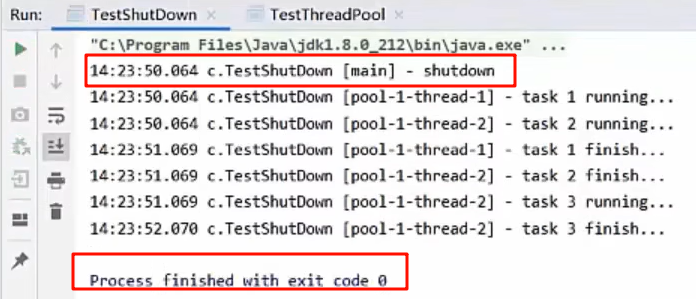 Run: TestShutDown × TestThreadPool ×
"C:\Program Files\Java\jdk1.8.0_212\bin\java.exe" ...
14:23:50.064 c.TestShutDown [main] - shutdown
14:23:50.064 c.TestShutDown [pool-1-thread-1] - task 1 running...
14:23:50.064 c.TestShutDown [pool-1-thread-2] - task 2 running...
14:23:51.069 c.TestShutDown [pool-1-thread-1] - task 1 finish...
14:23:51.069 c.TestShutDown [pool-1-thread-2] - task 2 finish...
14:23:51.069 c.TestShutDown [pool-1-thread-2] - task 3 running...
14:23:52.070 c.TestShutDown [pool-1-thread-2] - task 3 finish...
Process finished with exit code 0